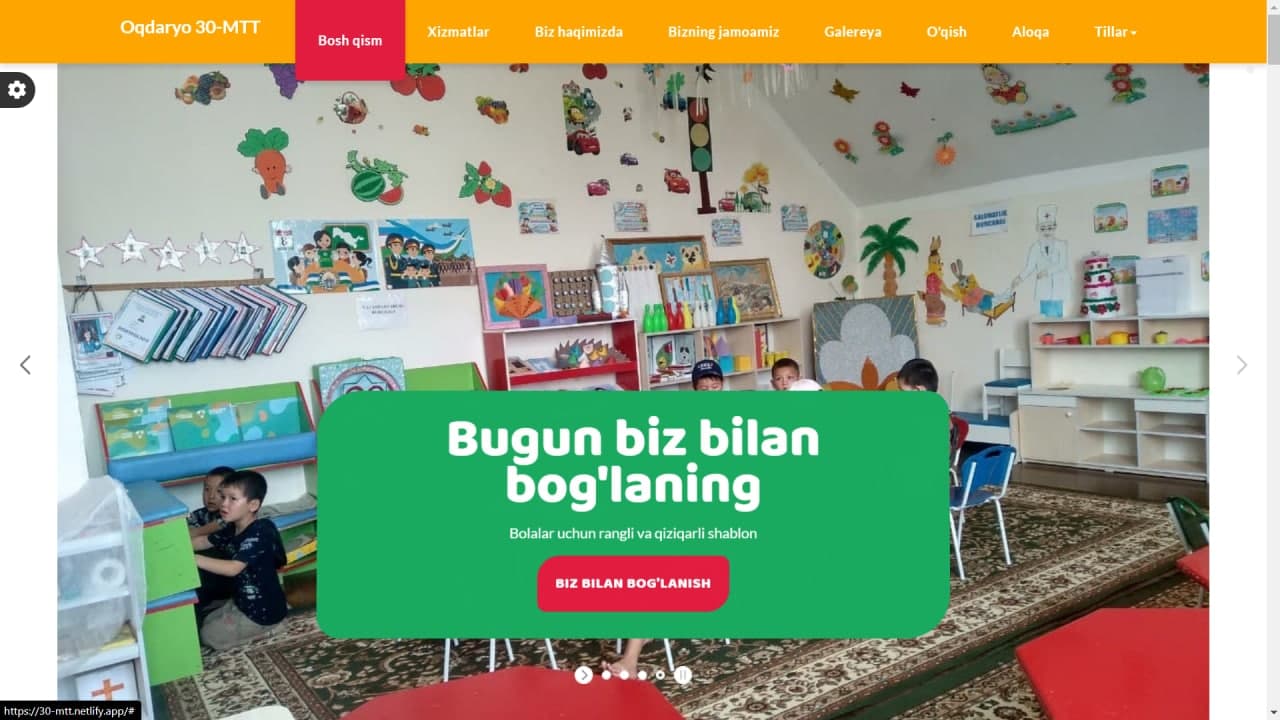 Oqdaryo 30-MTT
Bosh qism
Xizmatlar
Biz haqimizda
Bizning jamoamiz
Galereya
O'qish
Aloqa
Tillar
Bugun biz bilan
bog'laning
Bolalar uchun rangli va qiziqarli shablon
BIZ BILAN BOG'LANISH
https://30-mtt.netlify.app/#